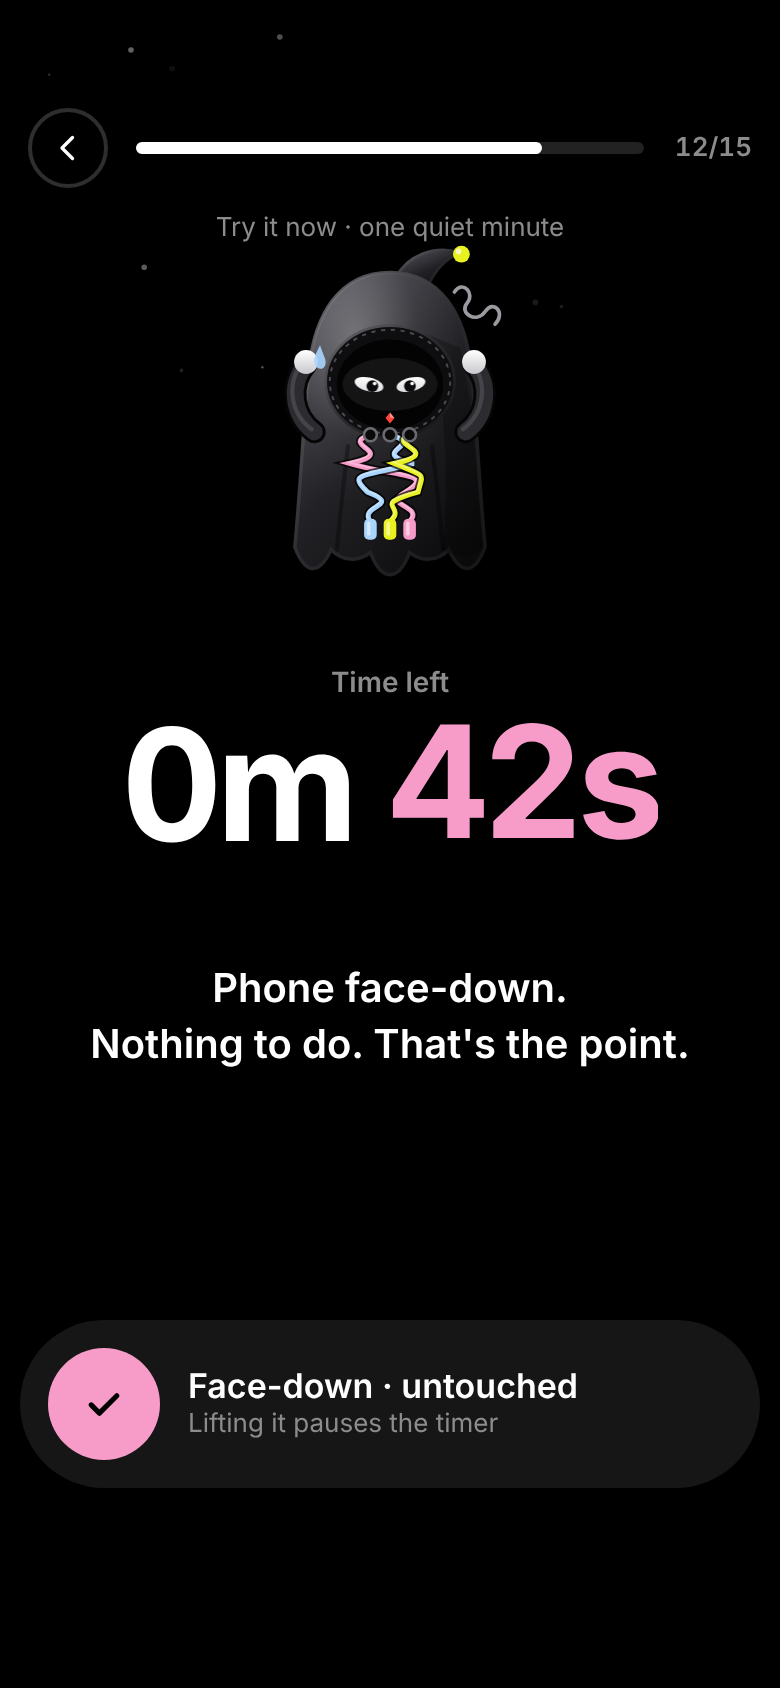 12/15
Try it now · one quiet minute
Time left
0m 42s
Phone face-down.
Nothing to do. That's the point.
Face-down · untouched
Lifting it pauses the timer